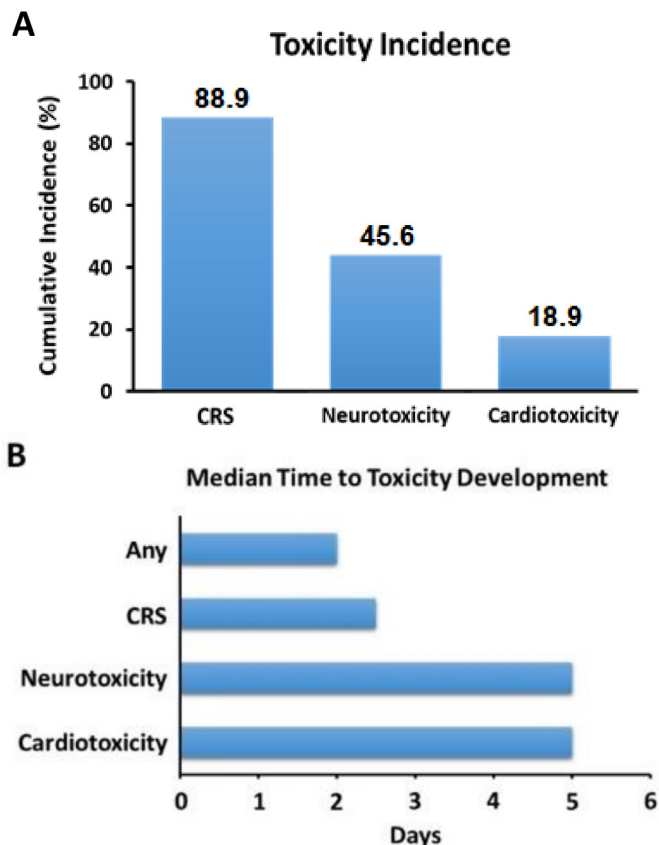 A
Toxicity Incidence
Cumulative Incidence (%)
100
80
60
40
20
0
88.9
45.6
18.9
CRS
Neurotoxicity
Cardiotoxicity
B
Median Time to Toxicity Development
Any
CRS
Neurotoxicity
Cardiotoxicity
0 1 2 3 4 5 6
Days